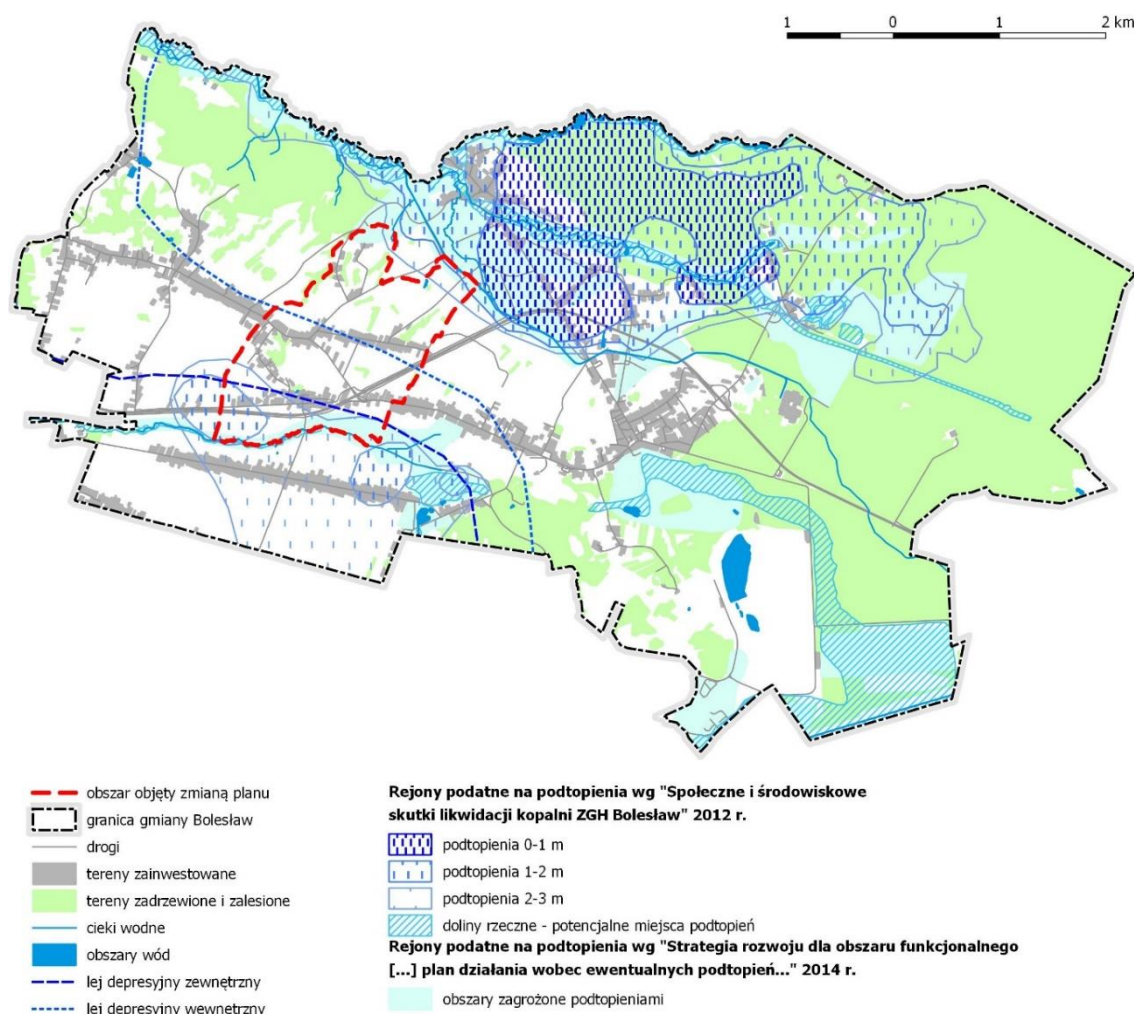 1 0 1 2 km
obszar objęty zmianą planu
granica gminy Bolesław
drogi
tereny zainwestowane
tereny zadrzewione i zalesione
cieki wodne
obszary wód
lej depresyjny zewnętrzny
lej depresyjny wewnętrzny
Rejony podatne na podtopienia wg "Społeczne i środowiskowe
skutki likwidacji kopalni ZGH Bolesław" 2012 r.
podtopienia 0-1 m
podtopienia 1-2 m
podtopienia 2-3 m
doliny rzeczne - potencjalne miejsca podtopień
Rejony podatne na podtopienia wg "Strategia rozwoju dla obszaru funkcjonalnego
[...] plan działania wobec ewentualnych podtopień..." 2014 r.
obszary zagrożone podtopieniami